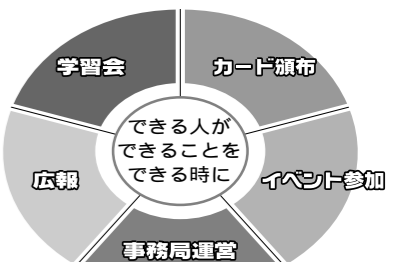 学習会
カード頒布
できる人が
できることを
できる時に
広報
イベント参加
事務局運営